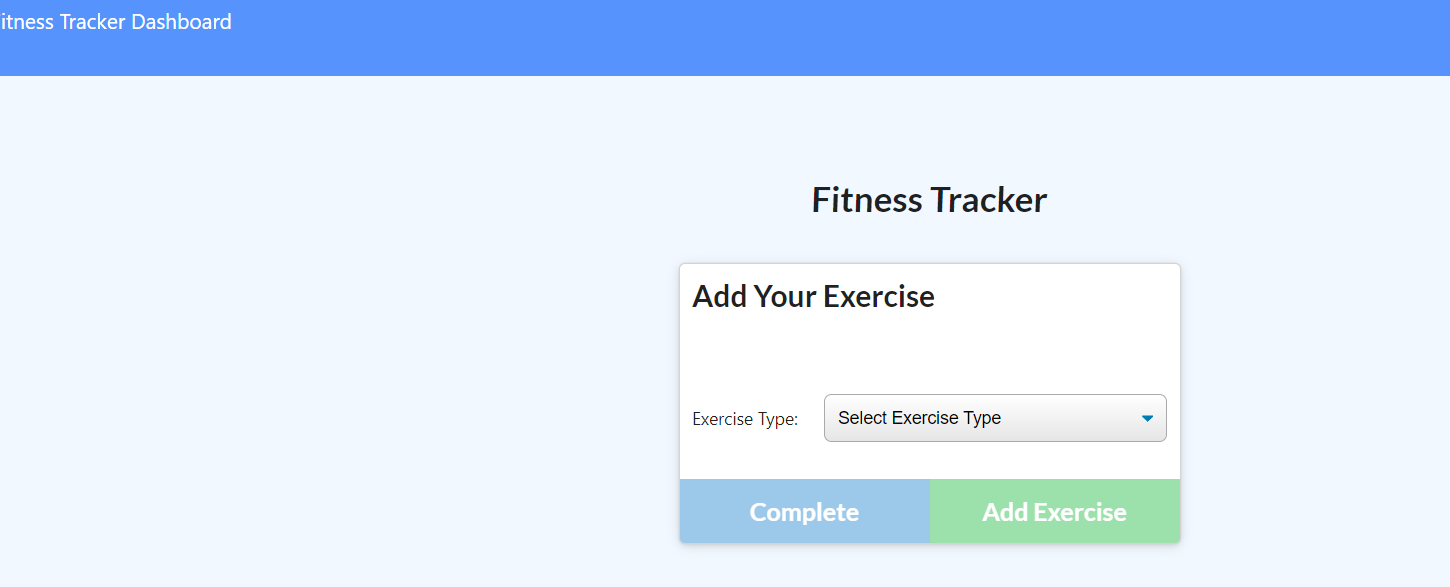 itness Tracker Dashboard
Fitness Tracker
Add Your Exercise
Exercise Type: Select Exercise Type
Complete Add Exercise